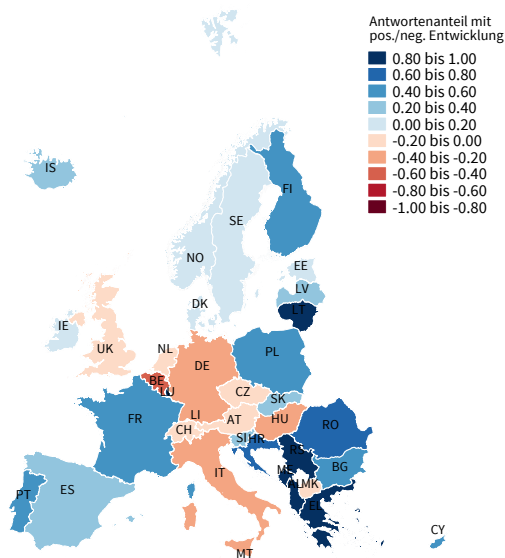 Antwortenanteil mit
pos./neg. Entwicklung
0.80 bis 1.00
0.60 bis 0.80
0.40 bis 0.60
0.20 bis 0.40
0.00 bis 0.20
-0.20 bis 0.00
-0.40 bis -0.20
-0.60 bis -0.40
-0.80 bis -0.60
-1.00 bis -0.80
IS
FI
SE
NO
EE
LV
DK
LT
IE
UK
NL
PL
DE
BE
LU
CZ
SK
FR
LI
AT
HU
RO
CH
SI
HR
RS
BG
IT
ME
AL
MK
ES
PT
EL
CY
MT